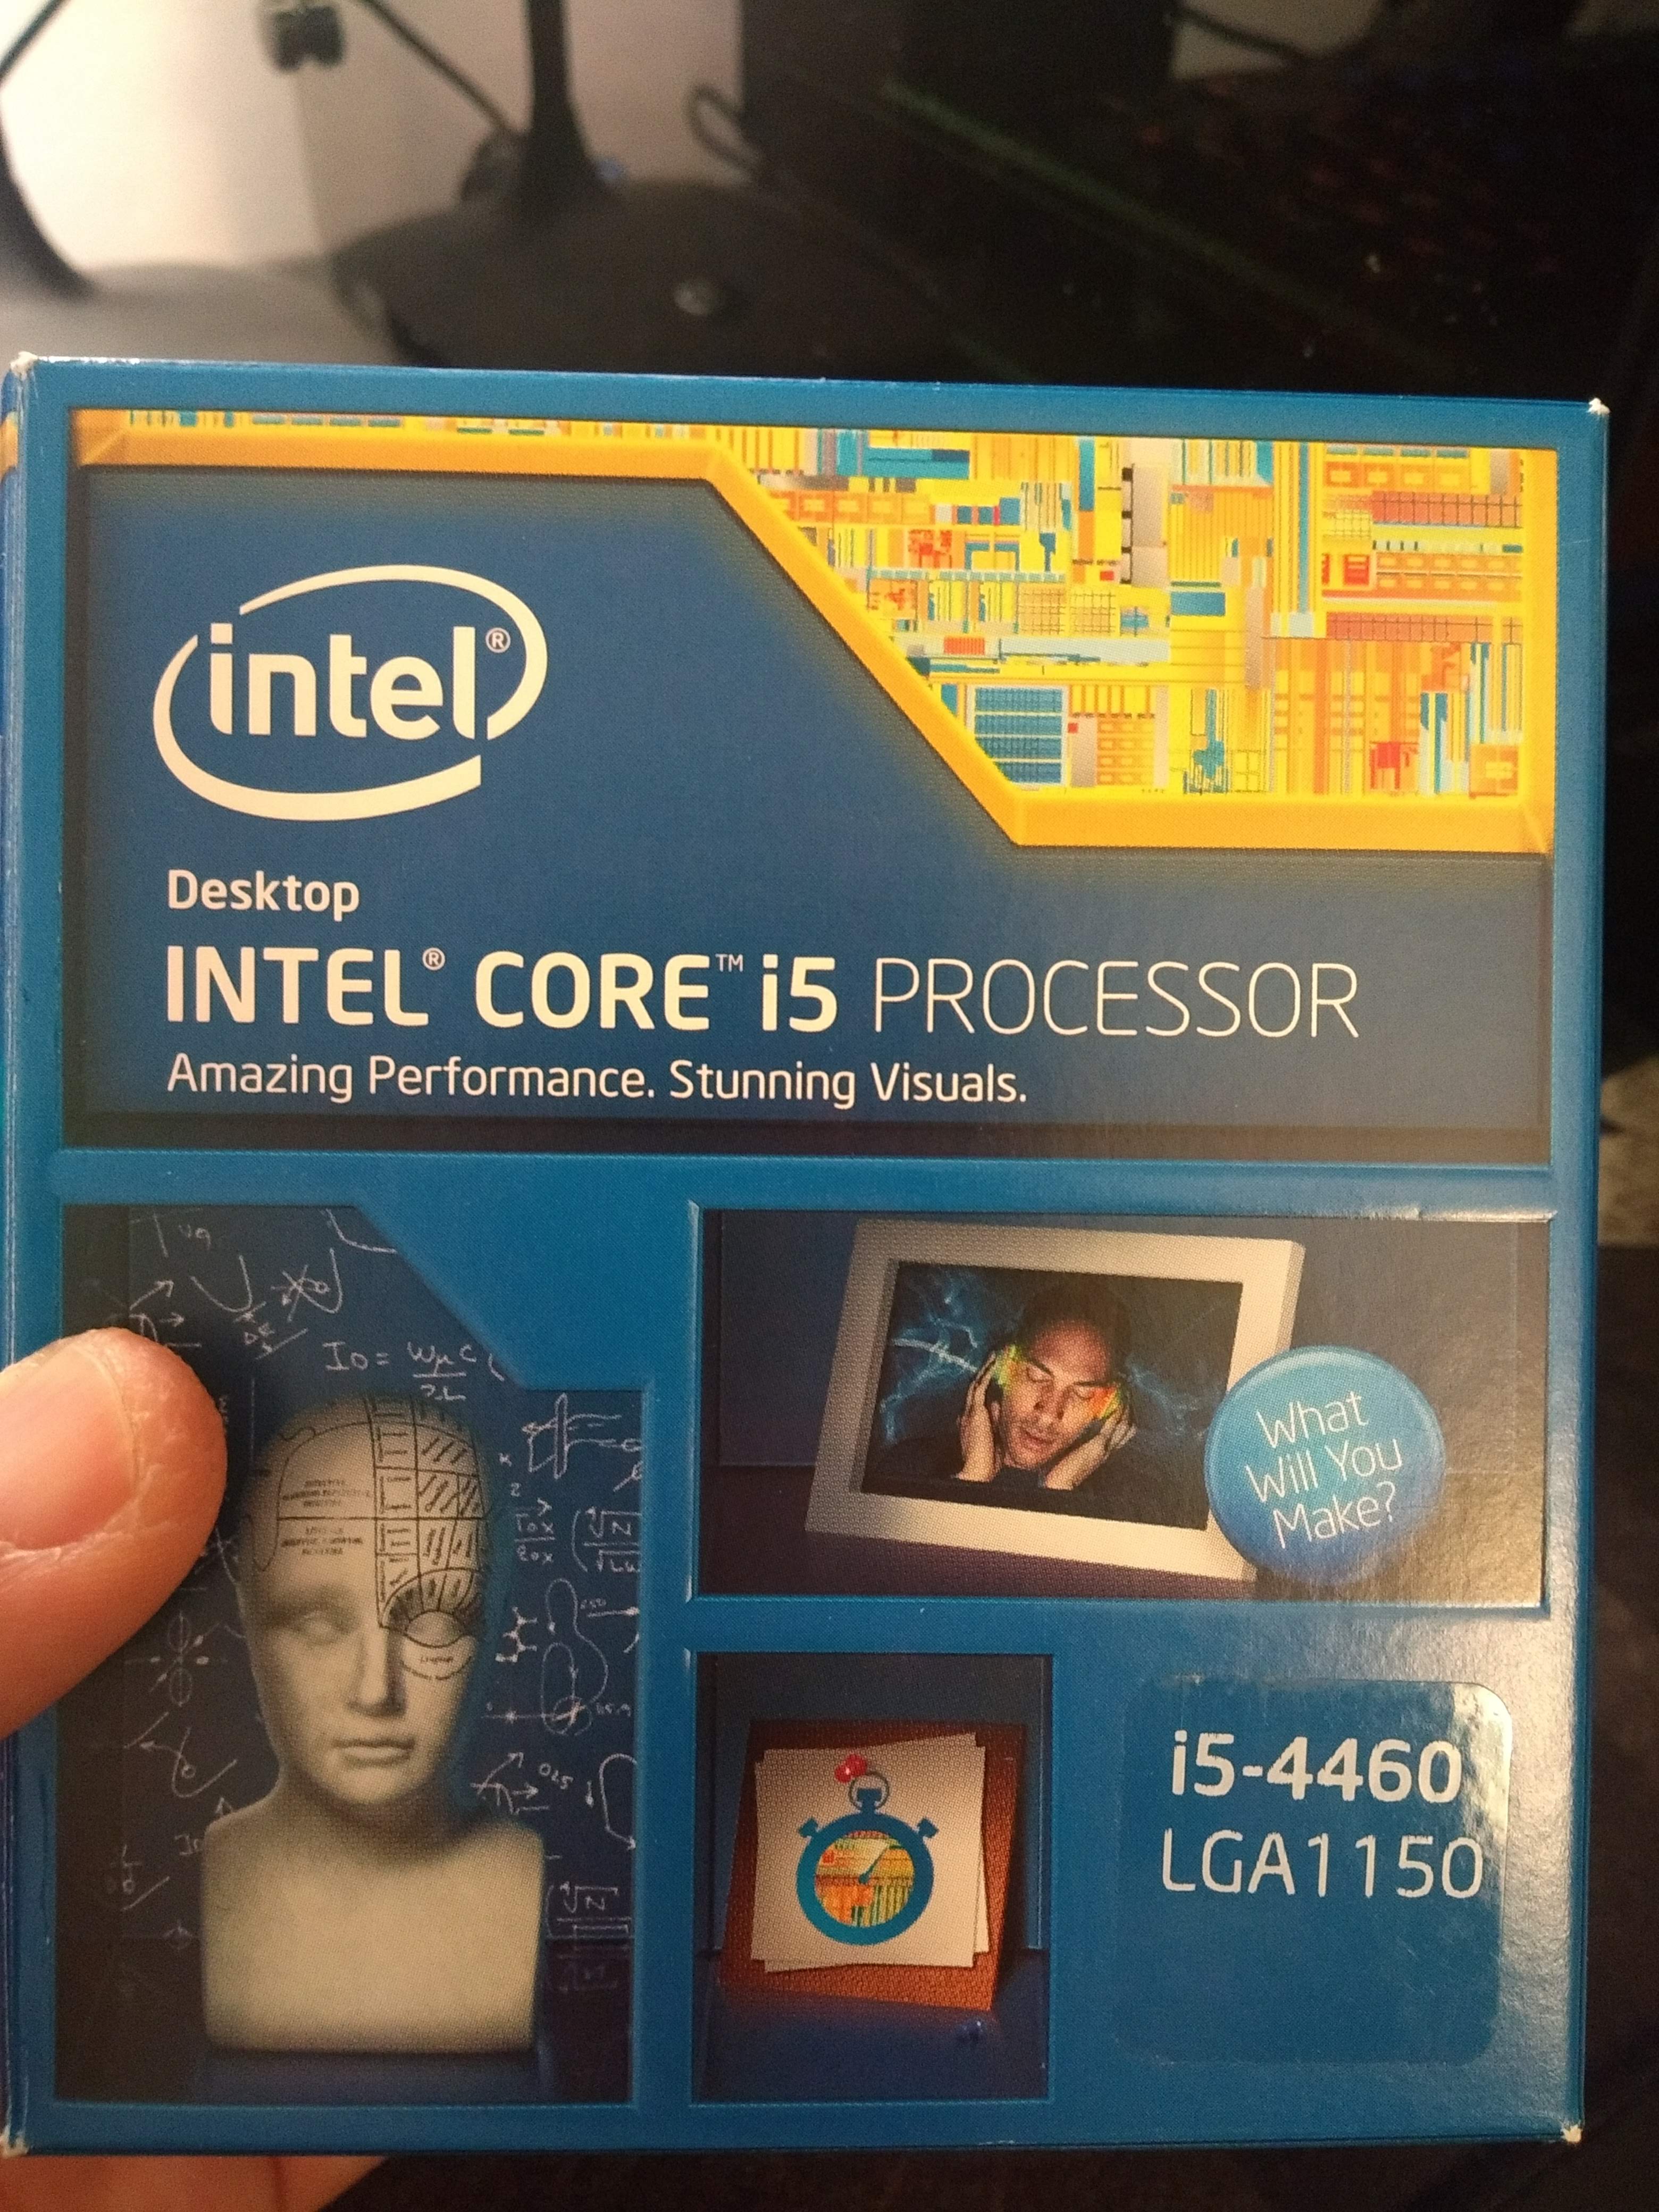 intel®
Desktop
INTEL® CORE™ i5 PROCESSOR
Amazing Performance. Stunning Visuals.
What
Will You
Make?
i5-4460
LGA1150